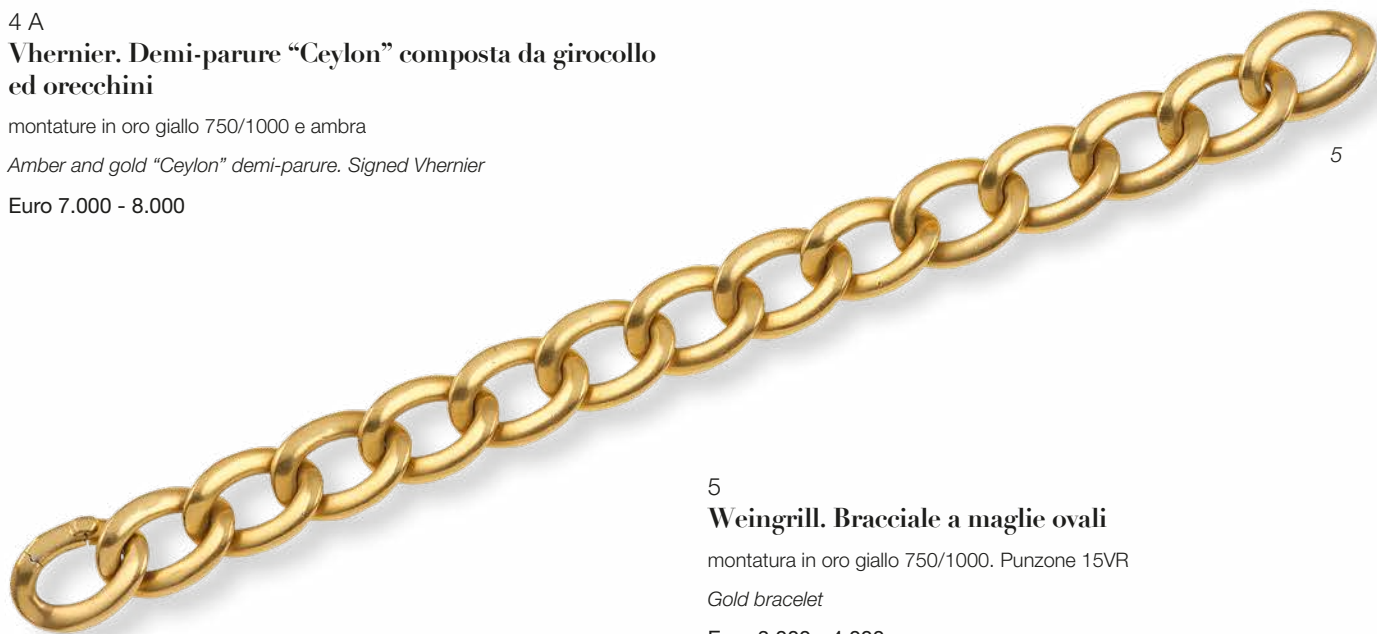 4 A
Vhernier. Demi-parure “Ceylon” composta da girocollo
ed orecchini
montature in oro giallo 750/1000 e ambra
Amber and gold “Ceylon” demi-parure. Signed Vhernier
Euro 7.000 - 8.000
5
5
Weingrill. Bracciale a maglie ovali
montatura in oro giallo 750/1000. Punzone 15VR
Gold bracelet